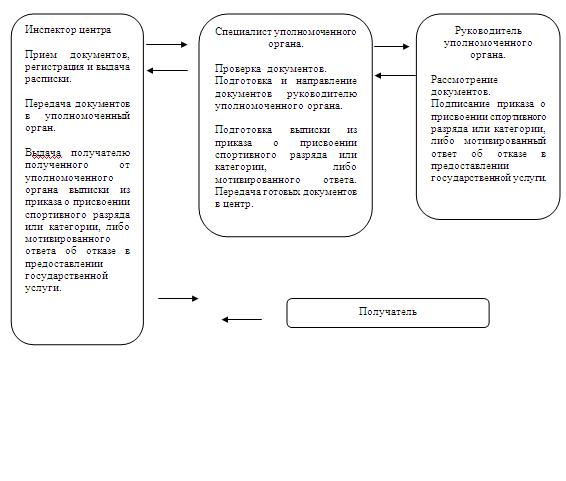 Инспектор центра
Прием документов,
регистрация и выдача
расписки.
Передача документов
в уполномоченный
орган.
Выдача получателю
полученного от
уполномоченного
органа выписки из
приказа о присвоении
спортивного разряда
или категории, либо
мотивированного
ответа об отказе в
предоставлении
государственной
услуги.
Специалист уполномоченного
органа.
Проверка документов.
Подготовка и направление
документов руководителю
уполномоченного органа.
Подготовка выписки из
приказа о присвоении
спортивного разряда или
категории, либо
мотивированного ответа.
Передача готовых документов
в центр.
Руководитель
уполномоченного
органа.
Рассмотрение
документов.
Подписание приказа о
присвоении спортивного
разряда или категории,
либо мотивированный
ответ об отказе в
предоставлении
государственной услуги.
Получатель